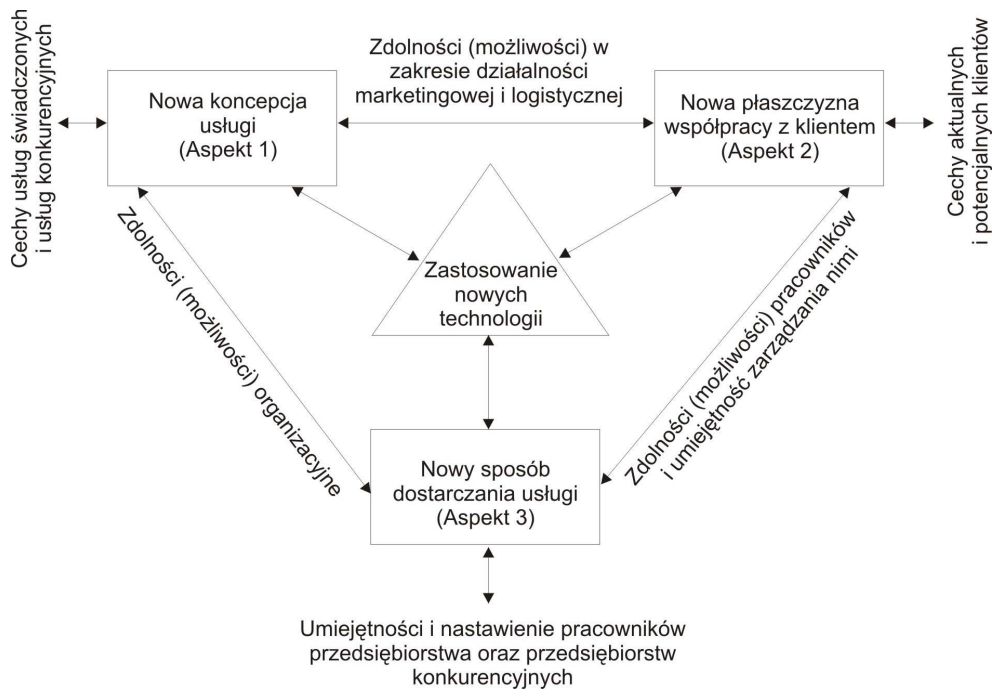 Cechy usług świadczonych
i usług konkurencyjnych
Nowa koncepcja
usługi
(Aspekt 1)
Zdolności (możliwości) w
zakresie działalności
marketingowej i logistycznej
Nowa płaszczyzna
współpracy z klientem
(Aspekt 2)
Cechy aktualnych
i potencjalnych klientów
Zdolności (możliwości) organizacyjne
Zastosowanie
nowych
technologii
Zdolności (możliwości) pracowników
i umiejętność zarządzania nimi
Nowy sposób
dostarczania usługi
(Aspekt 3)
Umiejętności i nastawienie pracowników
przedsiębiorstwa oraz przedsiębiorstw
konkurencyjnych